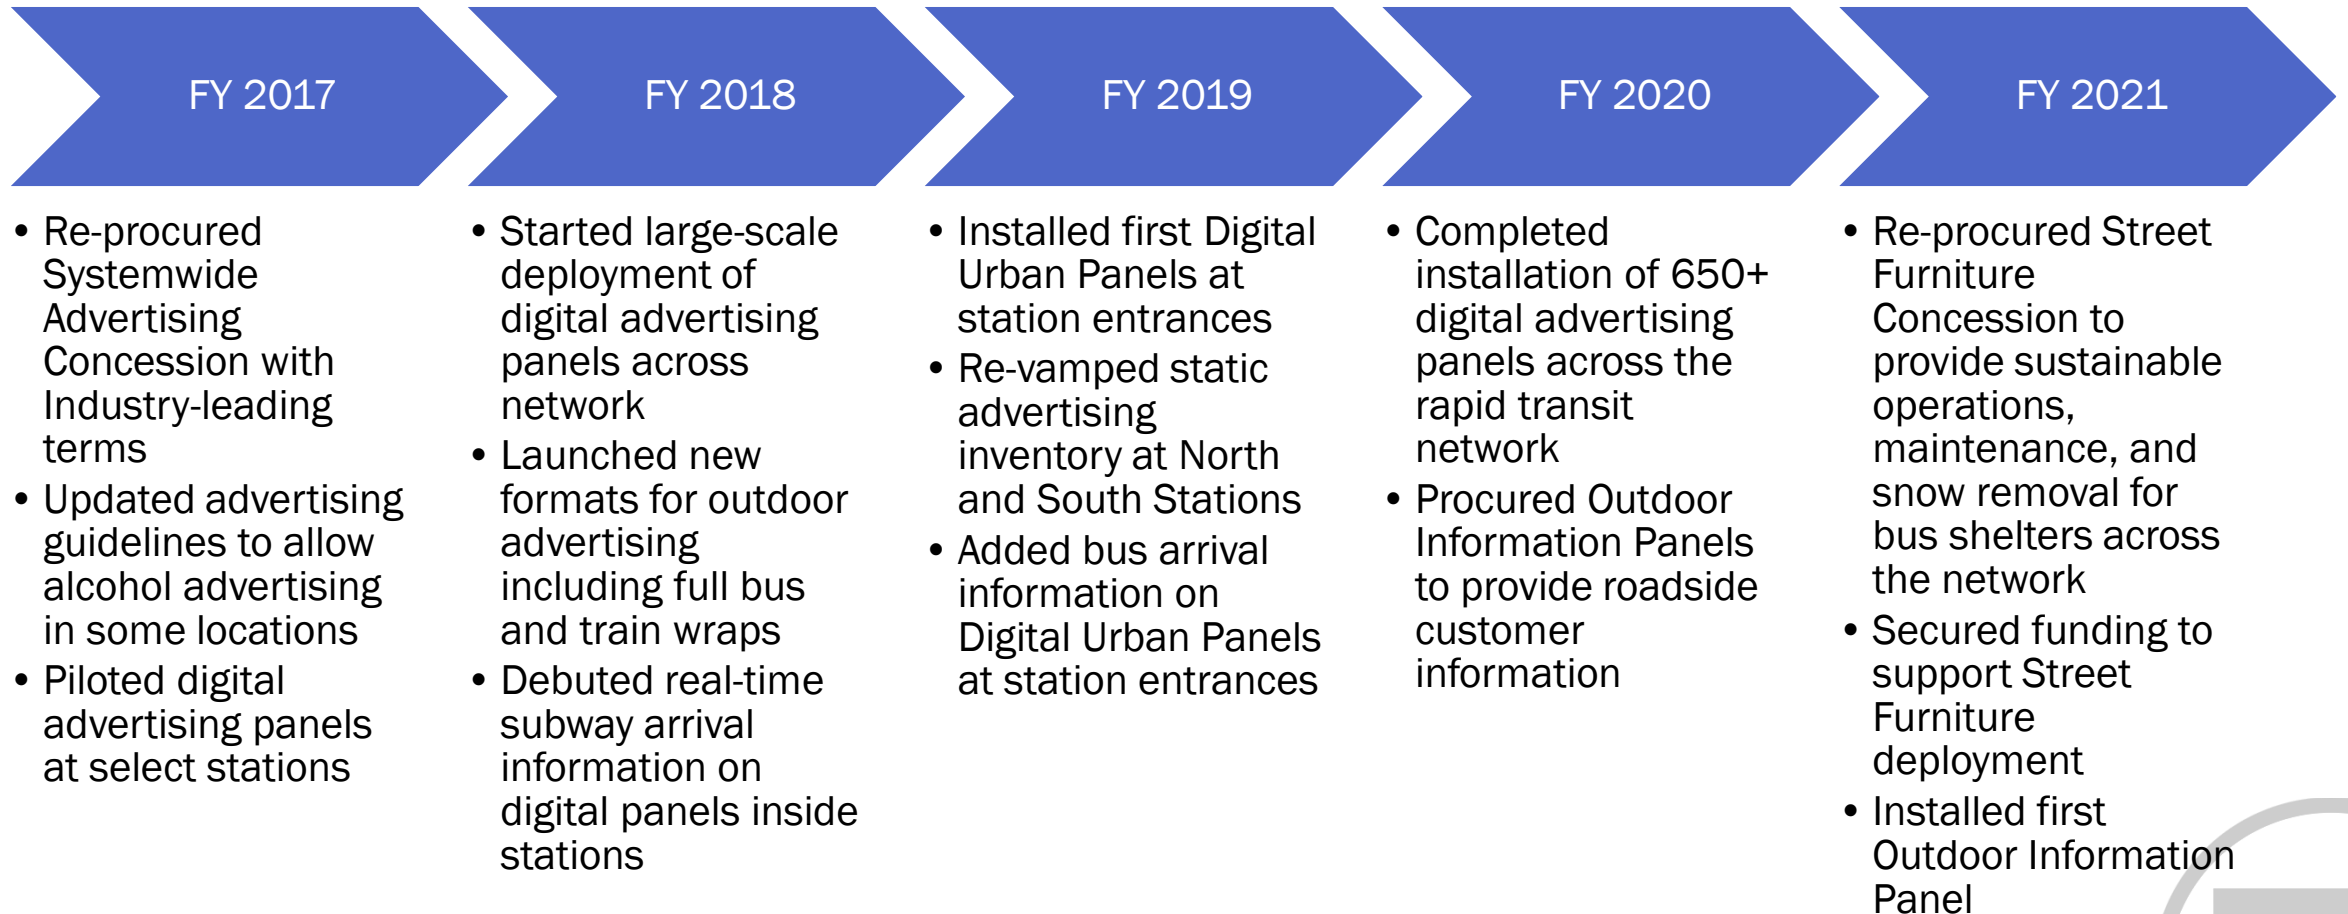 FY 2017
• Re-procured
Systemwide
Advertising
Concession with
Industry-leading
terms
• Updated advertising
guidelines to allow
alcohol advertising
in some locations
• Piloted digital
advertising panels
at select stations
FY 2018
• Started large-scale
deployment of
digital advertising
panels across
network
• Launched new
formats for outdoor
advertising
including full bus
and train wraps
• Debuted real-time
subway arrival
information on
digital panels inside
stations
FY 2019
• Installed first Digital
Urban Panels at
station entrances
• Re-vamped static
advertising
inventory at North
and South Stations
• Added bus arrival
information on
Digital Urban Panels
at station entrances
FY 2020
• Completed
installation of 650+
digital advertising
panels across the
rapid transit
network
• Procured Outdoor
Information Panels
to provide roadside
customer
information
FY 2021
• Re-procured Street
Furniture
Concession to
provide sustainable
operations,
maintenance, and
snow removal for
bus shelters across
the network
• Secured funding to
support Street
Furniture
deployment
• Installed first
Outdoor Information
Panel